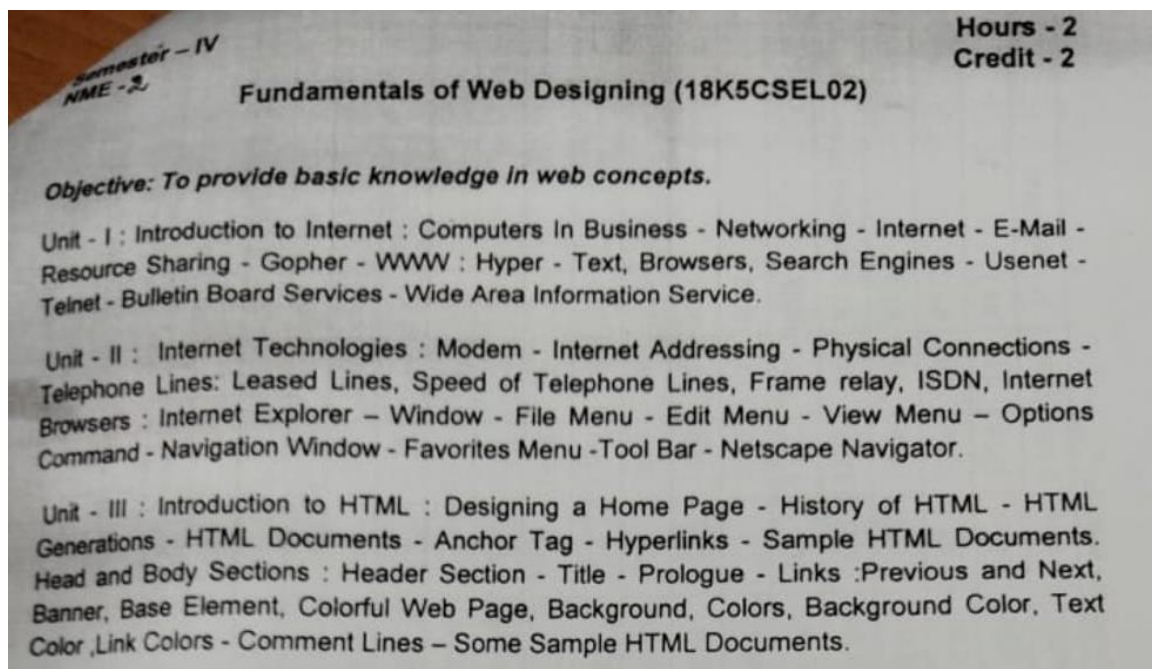 Semester – IV
Hours - 2
NME - 2
Credit - 2
Fundamentals of Web Designing (18K5CSEL02)
Objective: To provide basic knowledge in web concepts.
Unit - I : Introduction to Internet : Computers In Business - Networking - Internet - E-Mail -
Resource Sharing - Gopher - WWW : Hyper - Text, Browsers, Search Engines - Usenet -
Telnet - Bulletin Board Services - Wide Area Information Service.
Unit - II : Internet Technologies : Modem - Internet Addressing - Physical Connections -
Telephone Lines: Leased Lines, Speed of Telephone Lines, Frame relay, ISDN, Internet
Browsers : Internet Explorer – Window - File Menu - Edit Menu - View Menu – Options
Command - Navigation Window - Favorites Menu -Tool Bar - Netscape Navigator.
Unit - III : Introduction to HTML : Designing a Home Page - History of HTML - HTML
Generations - HTML Documents - Anchor Tag - Hyperlinks - Sample HTML Documents.
Head and Body Sections : Header Section - Title - Prologue - Links :Previous and Next,
Banner, Base Element, Colorful Web Page, Background, Colors, Background Color, Text
Color ,Link Colors - Comment Lines – Some Sample HTML Documents.